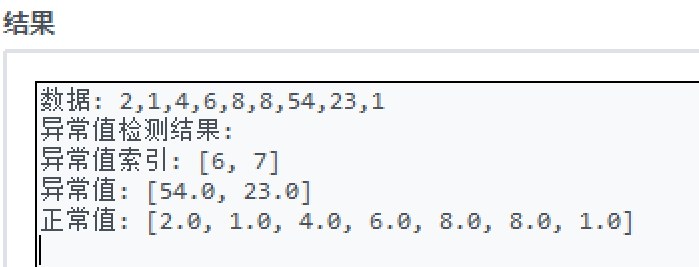 结果
数据: 2,1,4,6,8,8,54,23,1
异常值检测结果:
异常值索引: [6, 7]
异常值: [54.0, 23.0]
正常值: [2.0, 1.0, 4.0, 6.0, 8.0, 8.0, 1.0]